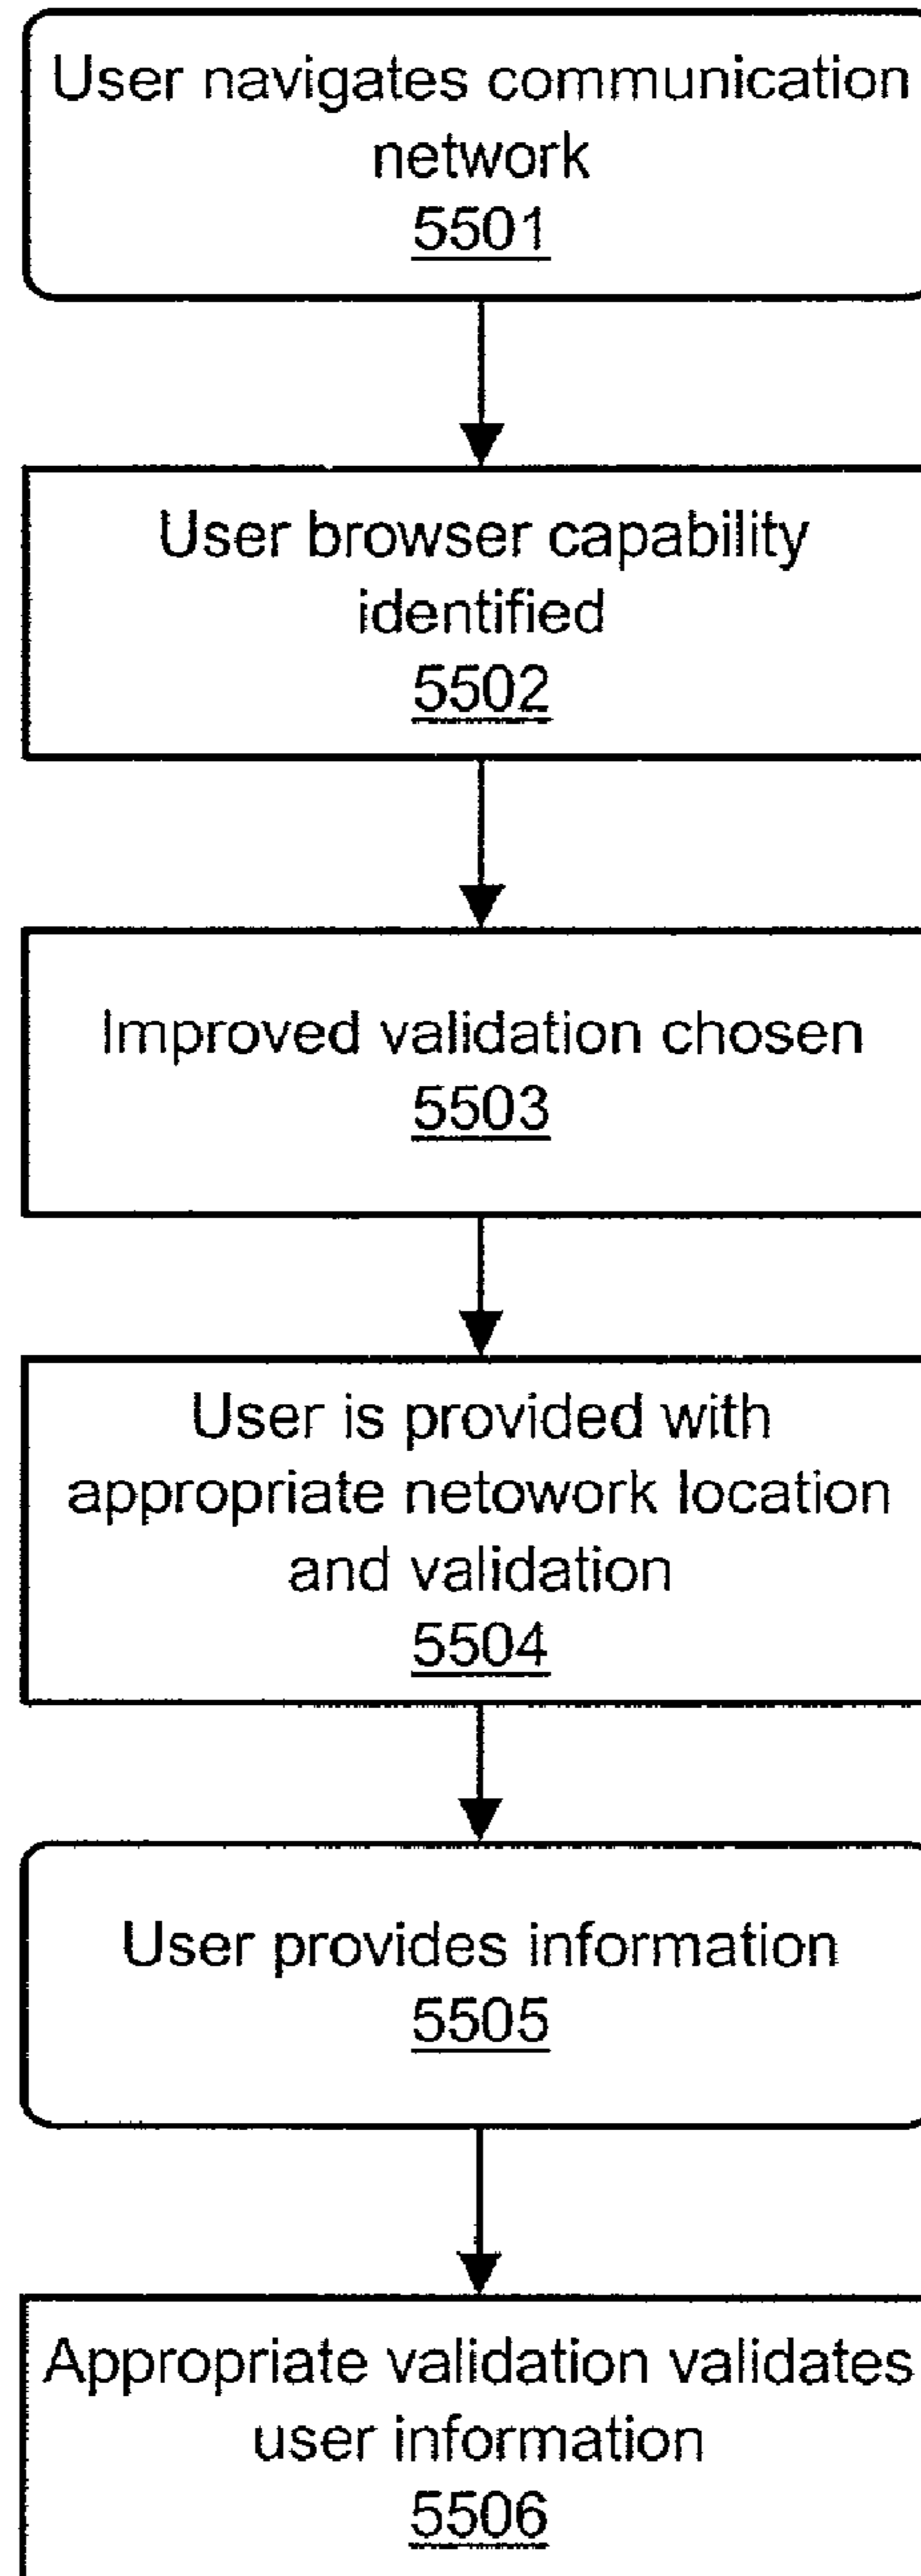 User navigates communication
network
5501
User browser capability
identified
5502
Improved validation chosen
5503
User is provided with
appropriate netowork location
and validation
5504
User provides information
5505
Appropriate validation validates
user information
5506